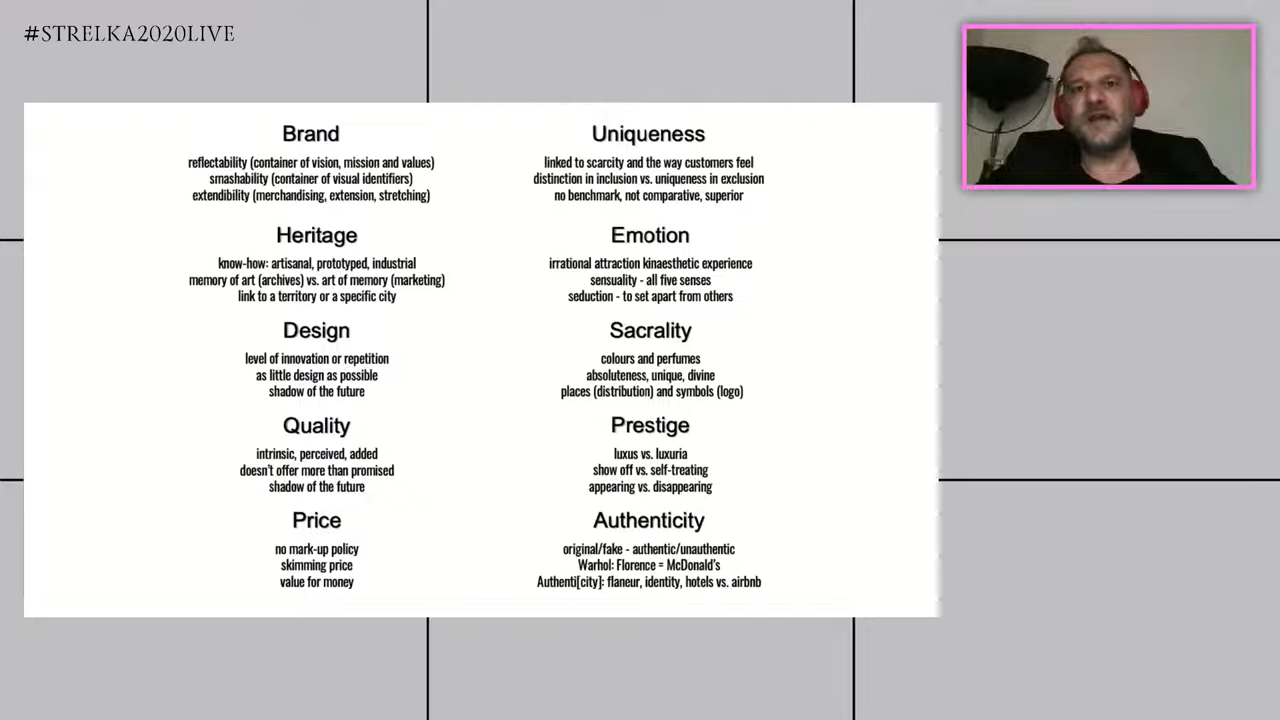 #STRELKA2020LIVE
Brand
reflectability (container of vision, mission and values)
smashability (container of visual identifiers)
extendibility (merchandising, extension, stretching)
Heritage
know-how: artisanal, prototyped, industrial
memory of art (archives) vs. art of memory (marketing)
link to a territory or a specific city
Design
level of innovation or repetition
as little design as possible
shadow of the future
Quality
intrinsic, perceived, added
doesn't offer more than promised
shadow of the future
Price
no mark-up policy
skimming price
value for money
Uniqueness
linked to scarcity and the way customers feel
distinction in inclusion vs. uniqueness in exclusion
no benchmark, not comparative, superior
Emotion
irrational attraction kinaesthetic experience
sensuality - all five senses
seduction - to set apart from others
Sacrality
colours and perfumes
absoluteness, unique, divine
places (distribution) and symbols (logo)
Prestige
luxus vs. luxuria
show off vs. self-treating
appearing vs. disappearing
Authenticity
original/fake - authentic/unauthentic
Warhol: Florence = McDonald's
Authenti[city]: flaneur, identity, hotels vs. airbnb